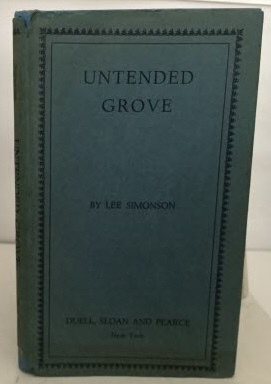 UNTENDED
GROVE
BY LEE SIMONSON
DUELL, SLOAN AND PEARCE
New York